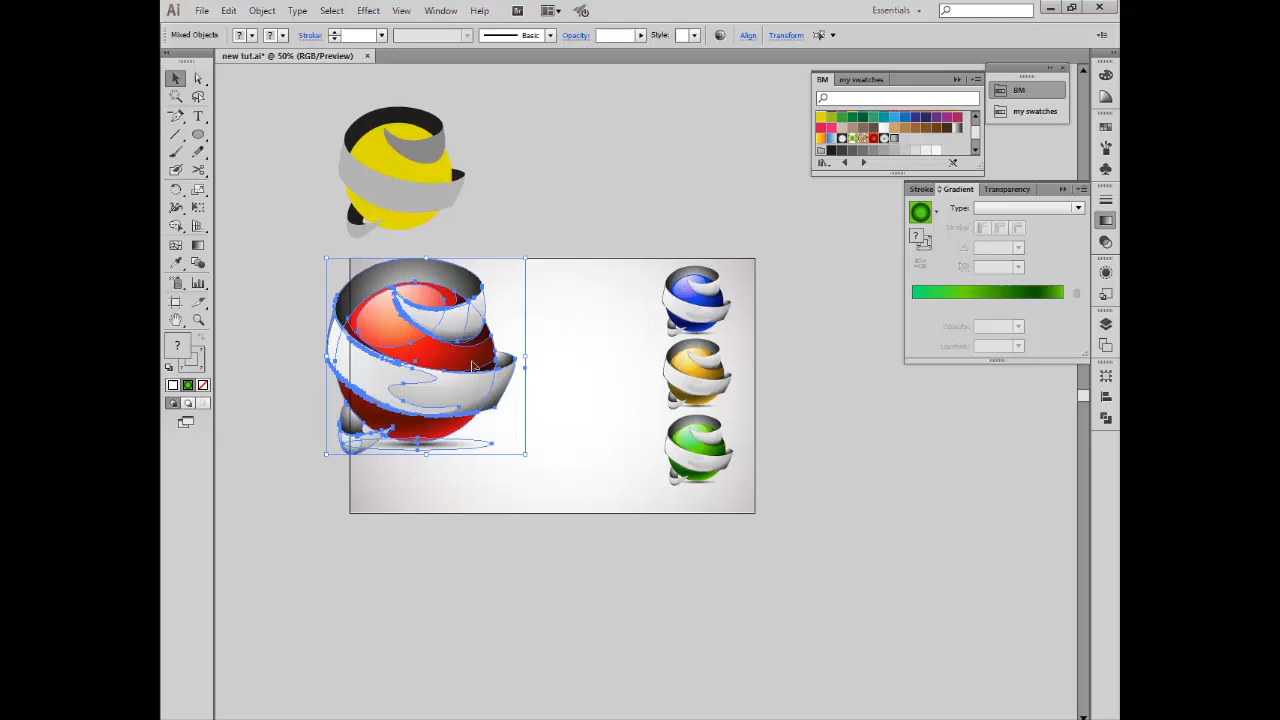 Ai File Edit Object Type Select Effect View Window Help Br Essentials
Mixed Objects ? ? Stroke: Basic Opacity: Style: Align Transform
new tut.ai* @ 50% (RGB/Preview) ×
BM my swatches
BM
my swatches
Stroke Gradient Transparency
Type:
Stroke:
?
?
Opacity:
Location: